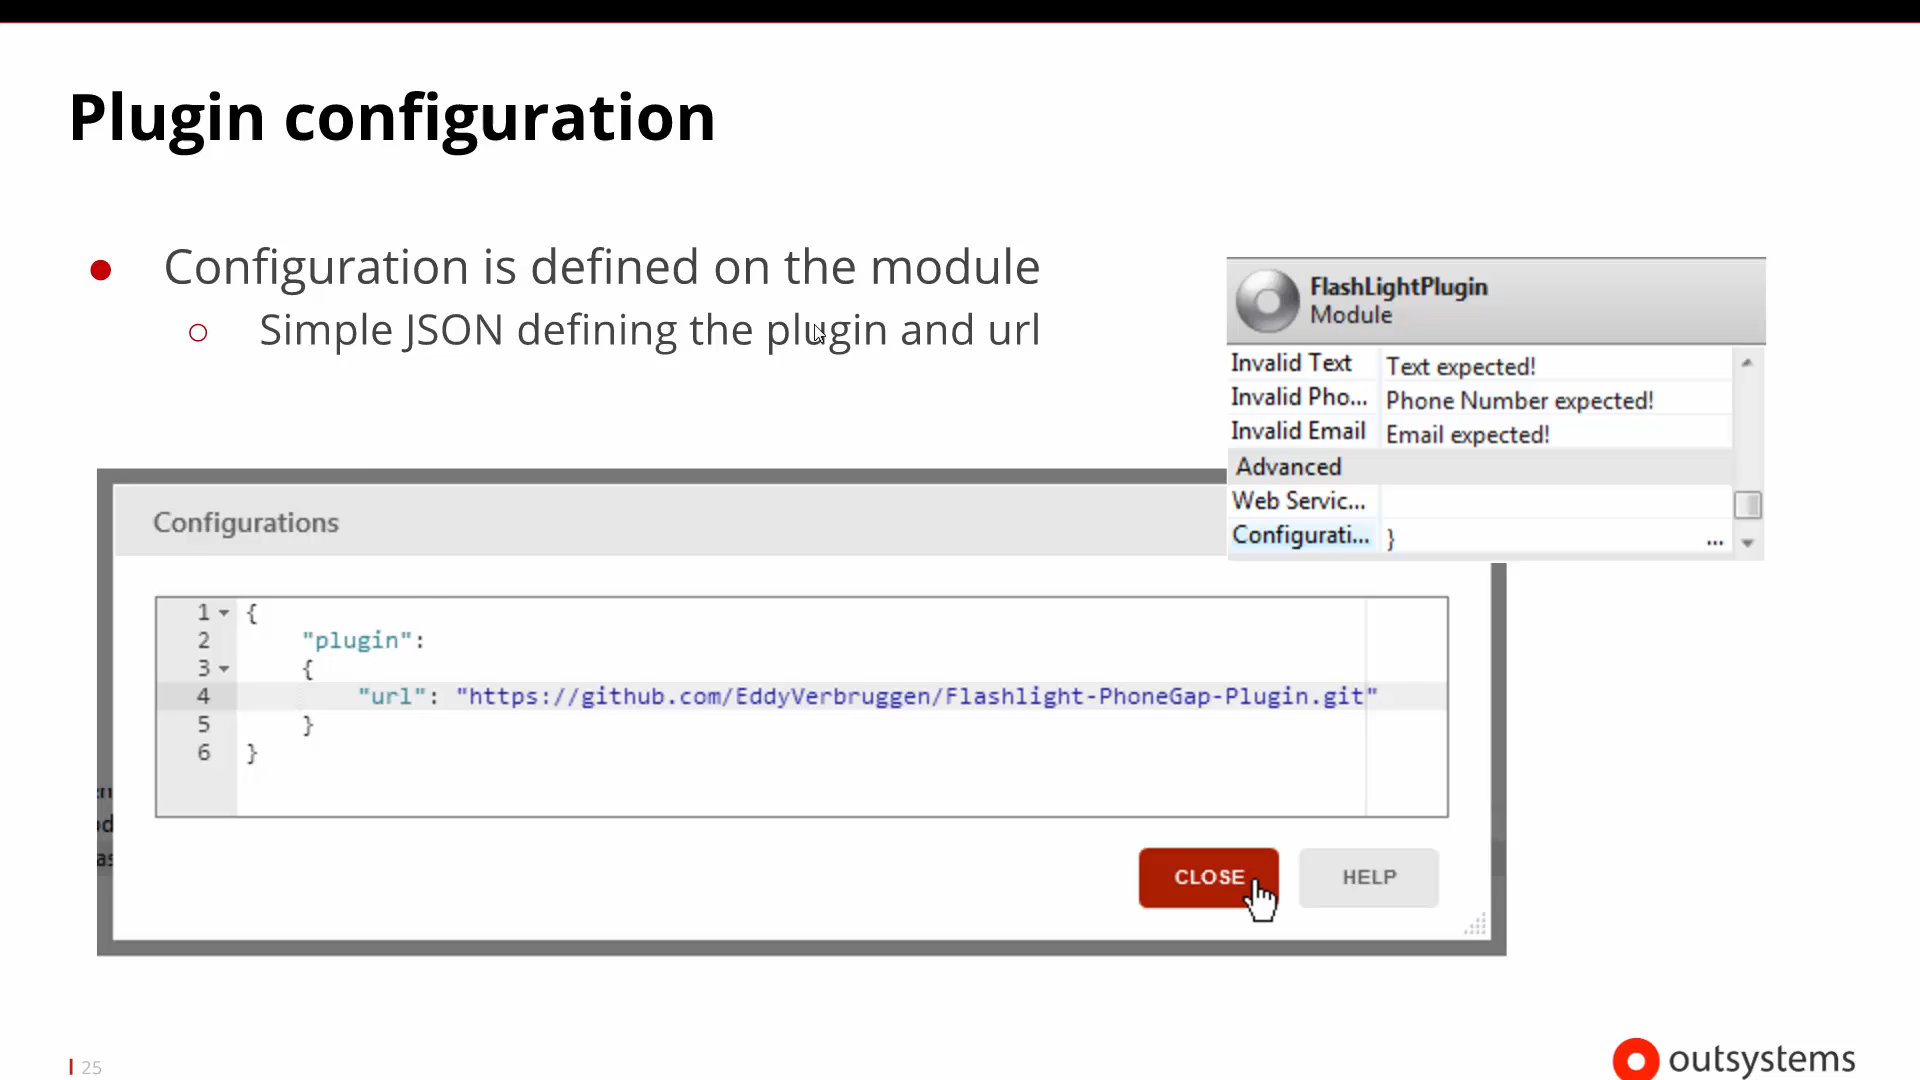 Plugin configuration
● Configuration is defined on the module
○ Simple JSON defining the plugin and url
FlashLightPlugin
Module
Invalid Text Text expected!
Invalid Pho... Phone Number expected!
Invalid Email Email expected!
Advanced
Web Servic...
Configurati... } ...
Configurations
1 {
2 "plugin":
3 {
4 "url": "https://github.com/EddyVerbruggen/Flashlight-PhoneGap-Plugin.git"
5 }
6 }
CLOSE HELP
25
outsystems